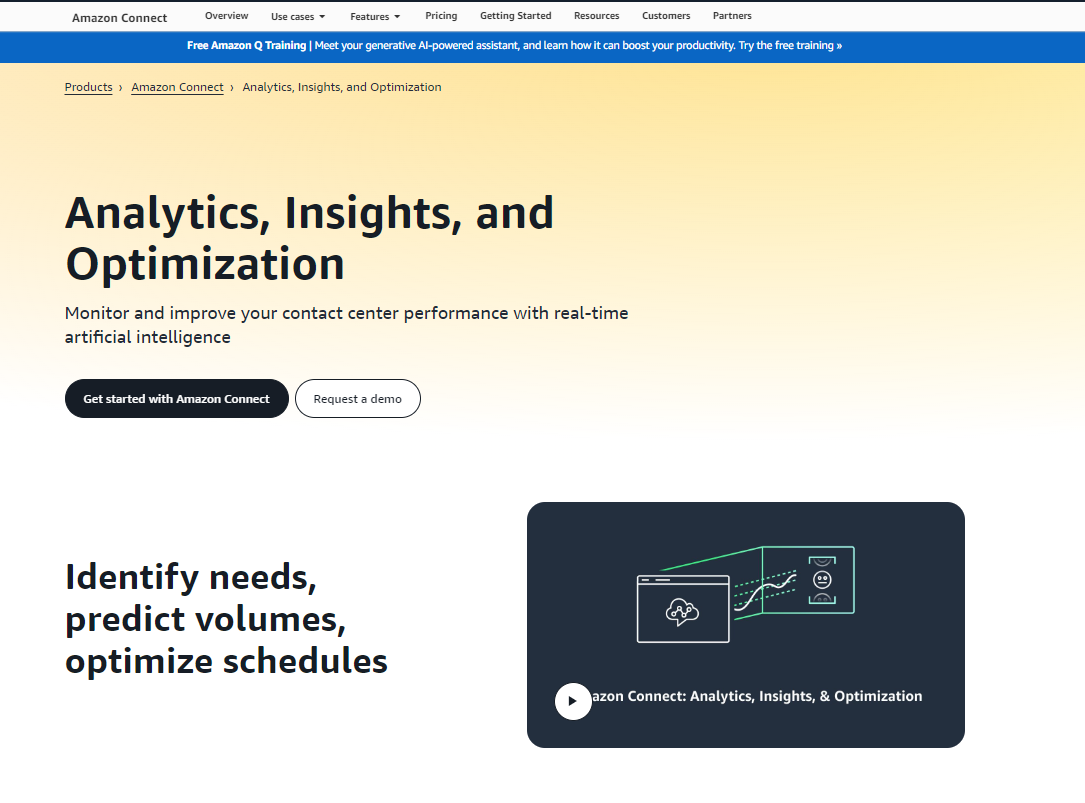 Amazon Connect Overview Use cases Features Pricing Getting Started Resources Customers Partners
Free Amazon Q Training | Meet your generative AI-powered assistant, and learn how it can boost your productivity. Try the free training »
Products › Amazon Connect › Analytics, Insights, and Optimization
Analytics, Insights, and
Optimization
Monitor and improve your contact center performance with real-time
artificial intelligence
Get started with Amazon Connect Request a demo
Identify needs,
predict volumes,
optimize schedules
azon Connect: Analytics, Insights, & Optimization